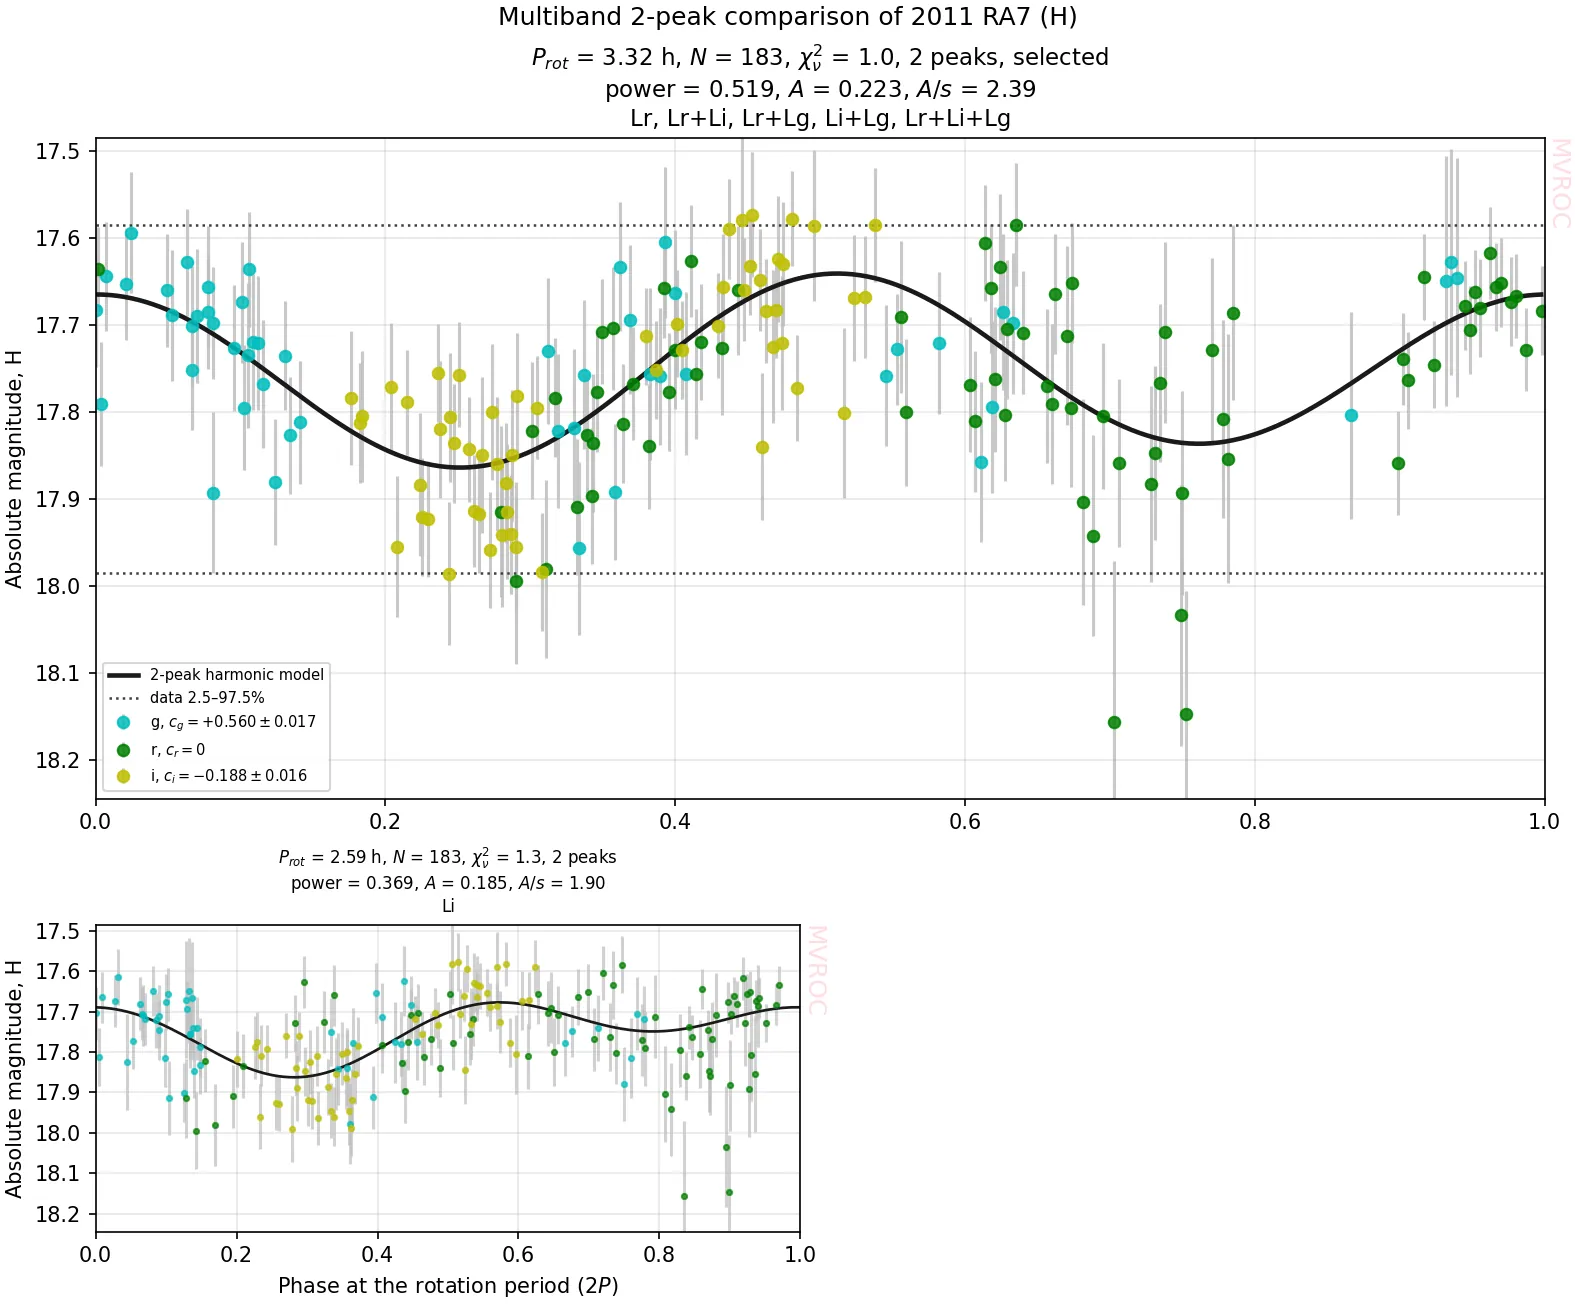 Multiband 2-peak comparison of 2011 RA7 (H)
P_rot = 3.32 h, N = 183, χ²_ν = 1.0, 2 peaks, selected
power = 0.519, A = 0.223, A/s = 2.39
Lr, Lr+Li, Lr+Lg, Li+Lg, Lr+Li+Lg
17.5
17.6
17.7
17.8
17.9
18.0
18.1
18.2
Absolute magnitude, H
MVROC
2-peak harmonic model
data 2.5–97.5%
g, c_g = +0.560 ± 0.017
r, c_r = 0
i, c_i = −0.188 ± 0.016
0.0 0.2 0.4 0.6 0.8 1.0
P_rot = 2.59 h, N = 183, χ²_ν = 1.3, 2 peaks
power = 0.369, A = 0.185, A/s = 1.90
Li
17.5
17.6
17.7
17.8
17.9
18.0
18.1
18.2
Absolute magnitude, H
MVROC
0.0 0.2 0.4 0.6 0.8 1.0
Phase at the rotation period (2P)